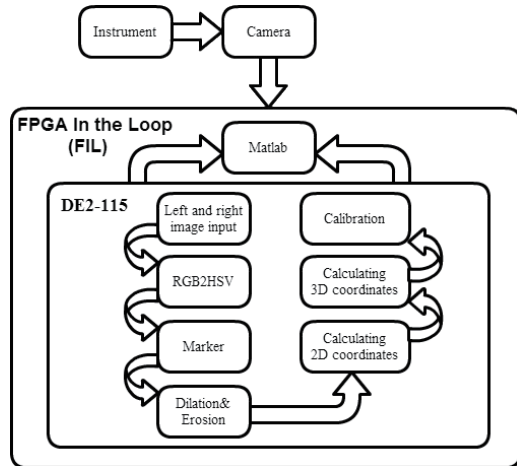 Instrument
Camera
FPGA In the Loop
(FIL)
Matlab
DE2-115
Left and right
image input
RGB2HSV
Marker
Dilation&
Erosion
Calibration
Calculating
3D coordinates
Calculating
2D coordinates